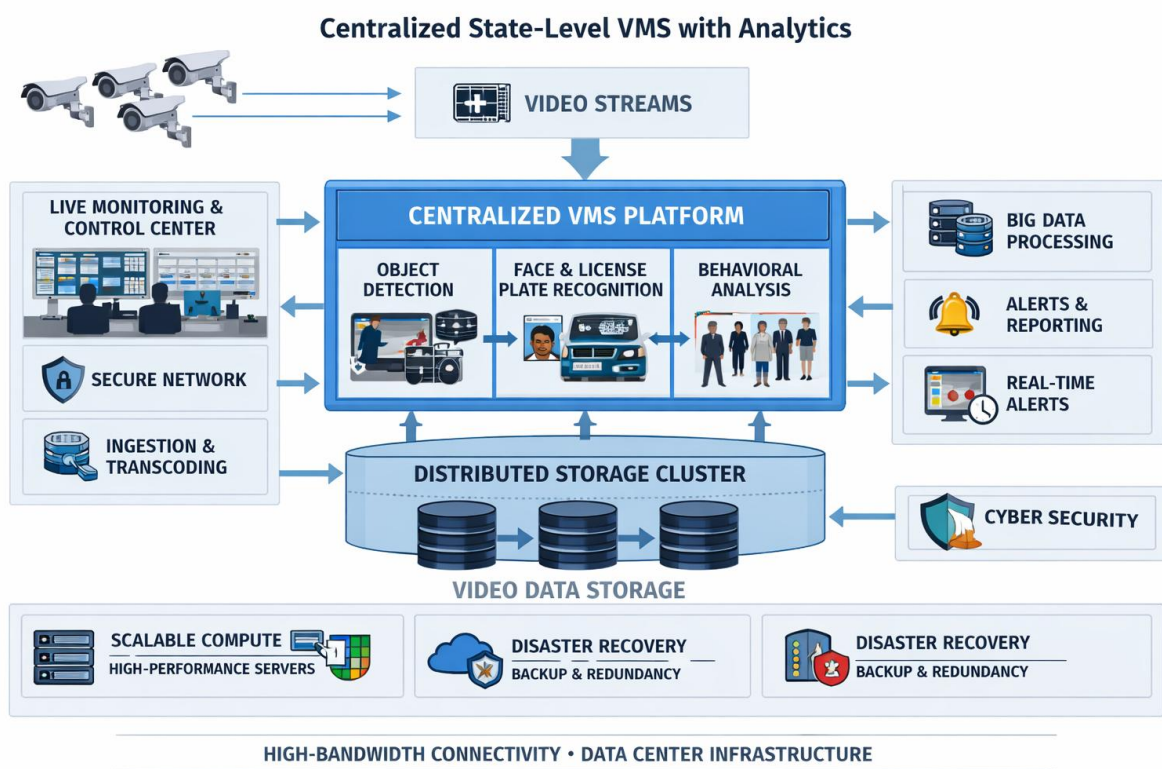 Centralized State-Level VMS with Analytics
VIDEO STREAMS
LIVE MONITORING &
CONTROL CENTER
SECURE NETWORK
INGESTION &
TRANSCODING
CENTRALIZED VMS PLATFORM
OBJECT
DETECTION
FACE & LICENSE
PLATE RECOGNITION
BEHAVIORAL
ANALYSIS
BIG DATA
PROCESSING
ALERTS &
REPORTING
REAL-TIME
ALERTS
DISTRIBUTED STORAGE CLUSTER
CYBER SECURITY
VIDEO DATA STORAGE
SCALABLE COMPUTE
HIGH-PERFORMANCE SERVERS
DISASTER RECOVERY
BACKUP & REDUNDANCY
DISASTER RECOVERY
BACKUP & REDUNDANCY
HIGH-BANDWIDTH CONNECTIVITY • DATA CENTER INFRASTRUCTURE